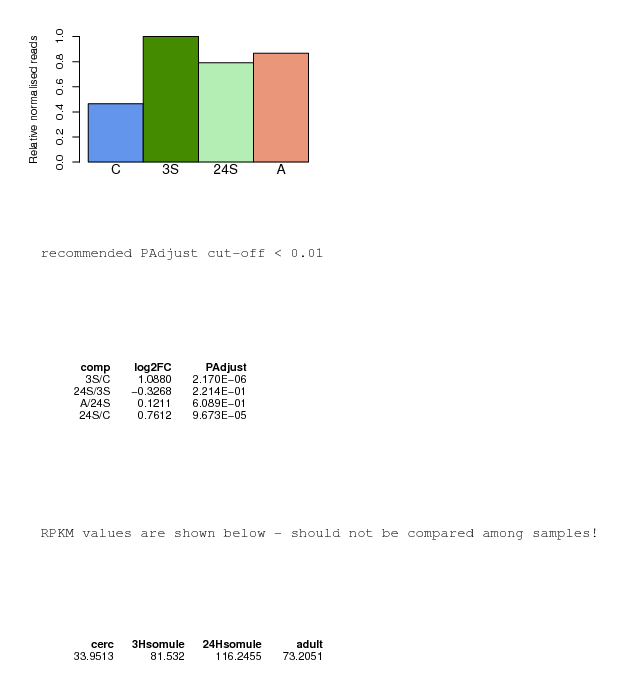 Relative normalised reads
1.0
0.8
0.6
0.4
0.2
0.0
C 3S 24S A
recommended PAdjust cut-off < 0.01
comp log2FC PAdjust
3S/C 1.0880 2.170E−06
24S/3S −0.3268 2.214E−01
A/24S 0.1211 6.089E−01
24S/C 0.7612 9.673E−05
RPKM values are shown below - should not be compared among samples!
cerc 3Hsomule 24Hsomule adult
33.9513 81.532 116.2455 73.2051